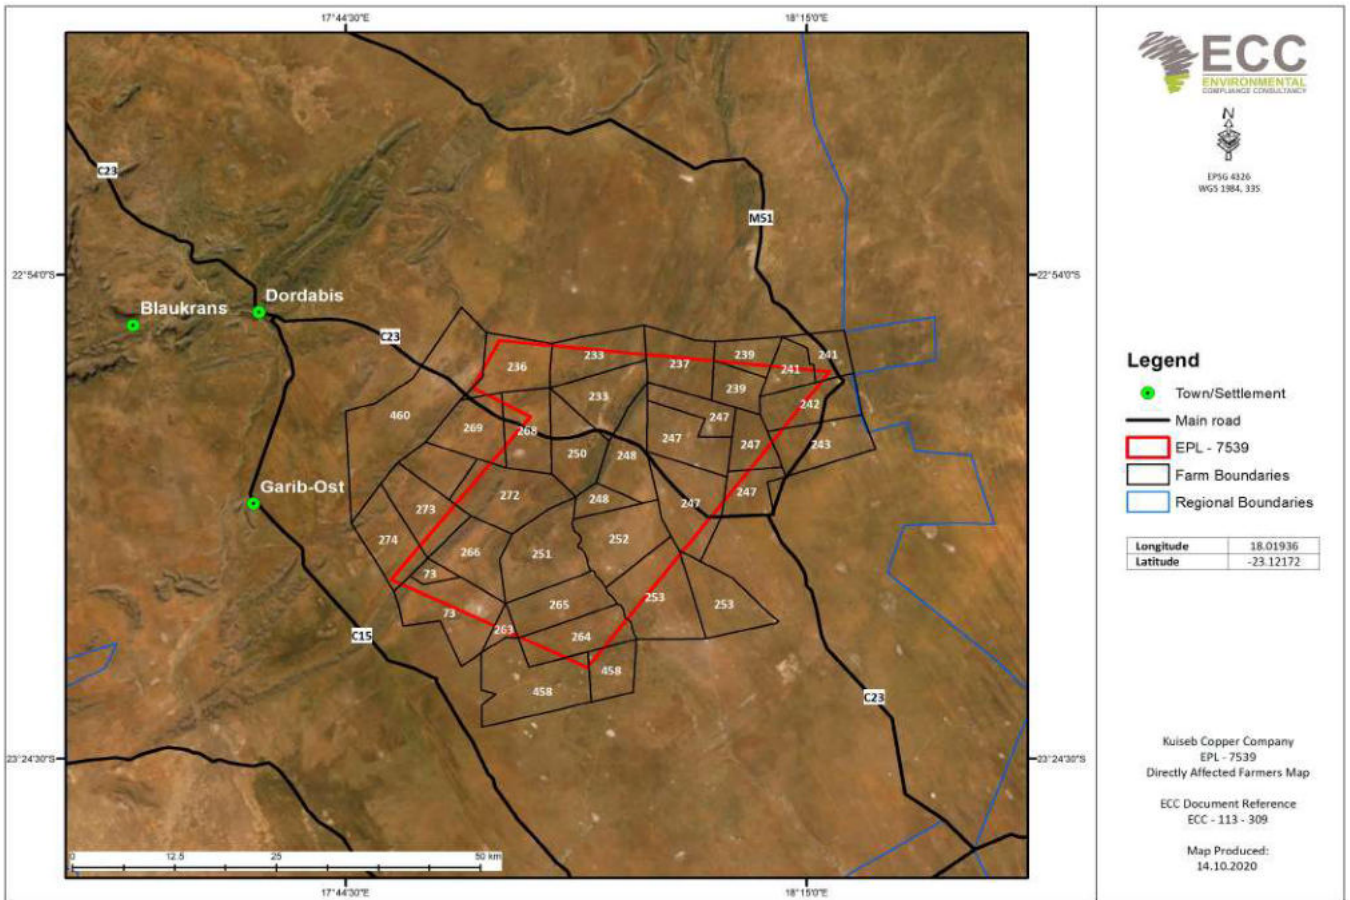 17°44'30"E
18°15'0"E
C23
M51
22°54'0"S
22°54'0"S
Blaukrans
Dordabis
C23
236
233
237
239
241
241
460
233
239
242
269
268
247
247
247
243
250
248
Garib-Ost
272
248
247
247
273
274
266
251
252
73
73
265
253
253
263
264
C15
458
458
C23
23°24'30"S
23°24'30"S
0
12.5
25
50 km
17°44'30"E
18°15'0"E
ECC
ENVIRONMENTAL
COMPLIANCE CONSULTANCY
N
EPSG 4326
WGS 1984, 33S
Legend
Town/Settlement
Main road
EPL - 7539
Farm Boundaries
Regional Boundaries
Longitude 18.01936
Latitude -23.12172
Kuiseb Copper Company
EPL - 7539
Directly Affected Farmers Map
ECC Document Reference
ECC - 113 - 309
Map Produced:
14.10.2020